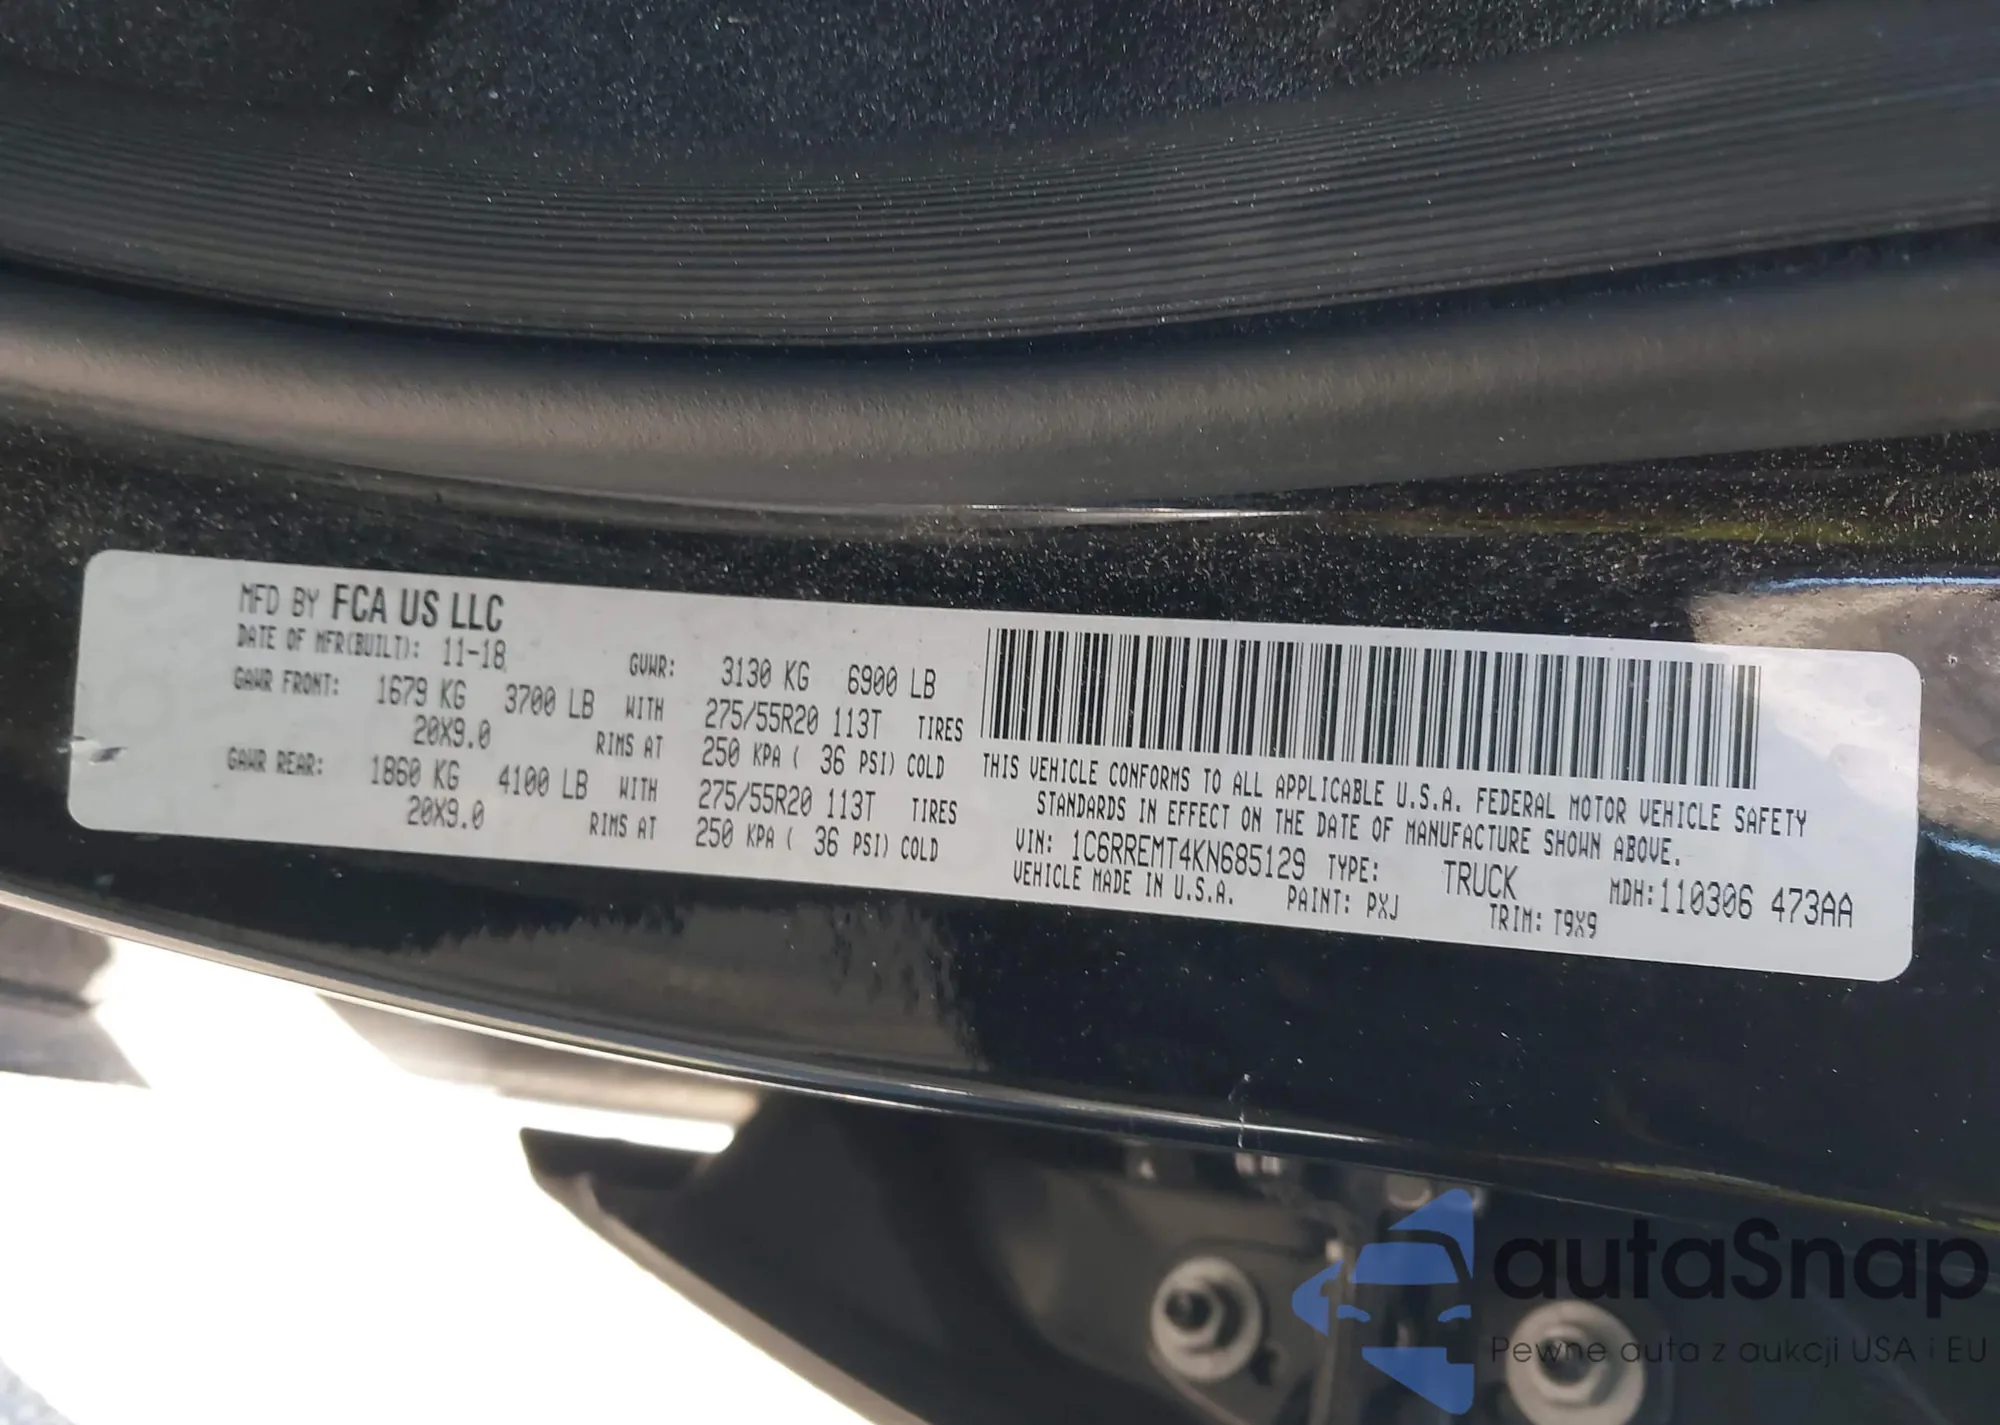 MFD BY FCA US LLC
DATE OF MFR(BUILT): 11-18 GVWR: 3130 KG 6900 LB
GAWR FRONT: 1679 KG 3700 LB WITH 275/55R20 113T TIRES
20X9.0 RIMS AT 250 KPA ( 36 PSI) COLD
GAWR REAR: 1860 KG 4100 LB WITH 275/55R20 113T TIRES
20X9.0 RIMS AT 250 KPA ( 36 PSI) COLD
THIS VEHICLE CONFORMS TO ALL APPLICABLE U.S.A. FEDERAL MOTOR VEHICLE SAFETY
STANDARDS IN EFFECT ON THE DATE OF MANUFACTURE SHOWN ABOVE.
VIN: 1C6RREMT4KN685129 TYPE: TRUCK MDH:110306 473AA
VEHICLE MADE IN U.S.A. PAINT: PXJ TRIM: T9X9
autaSnap
Pewne auta z aukcji USA i EU